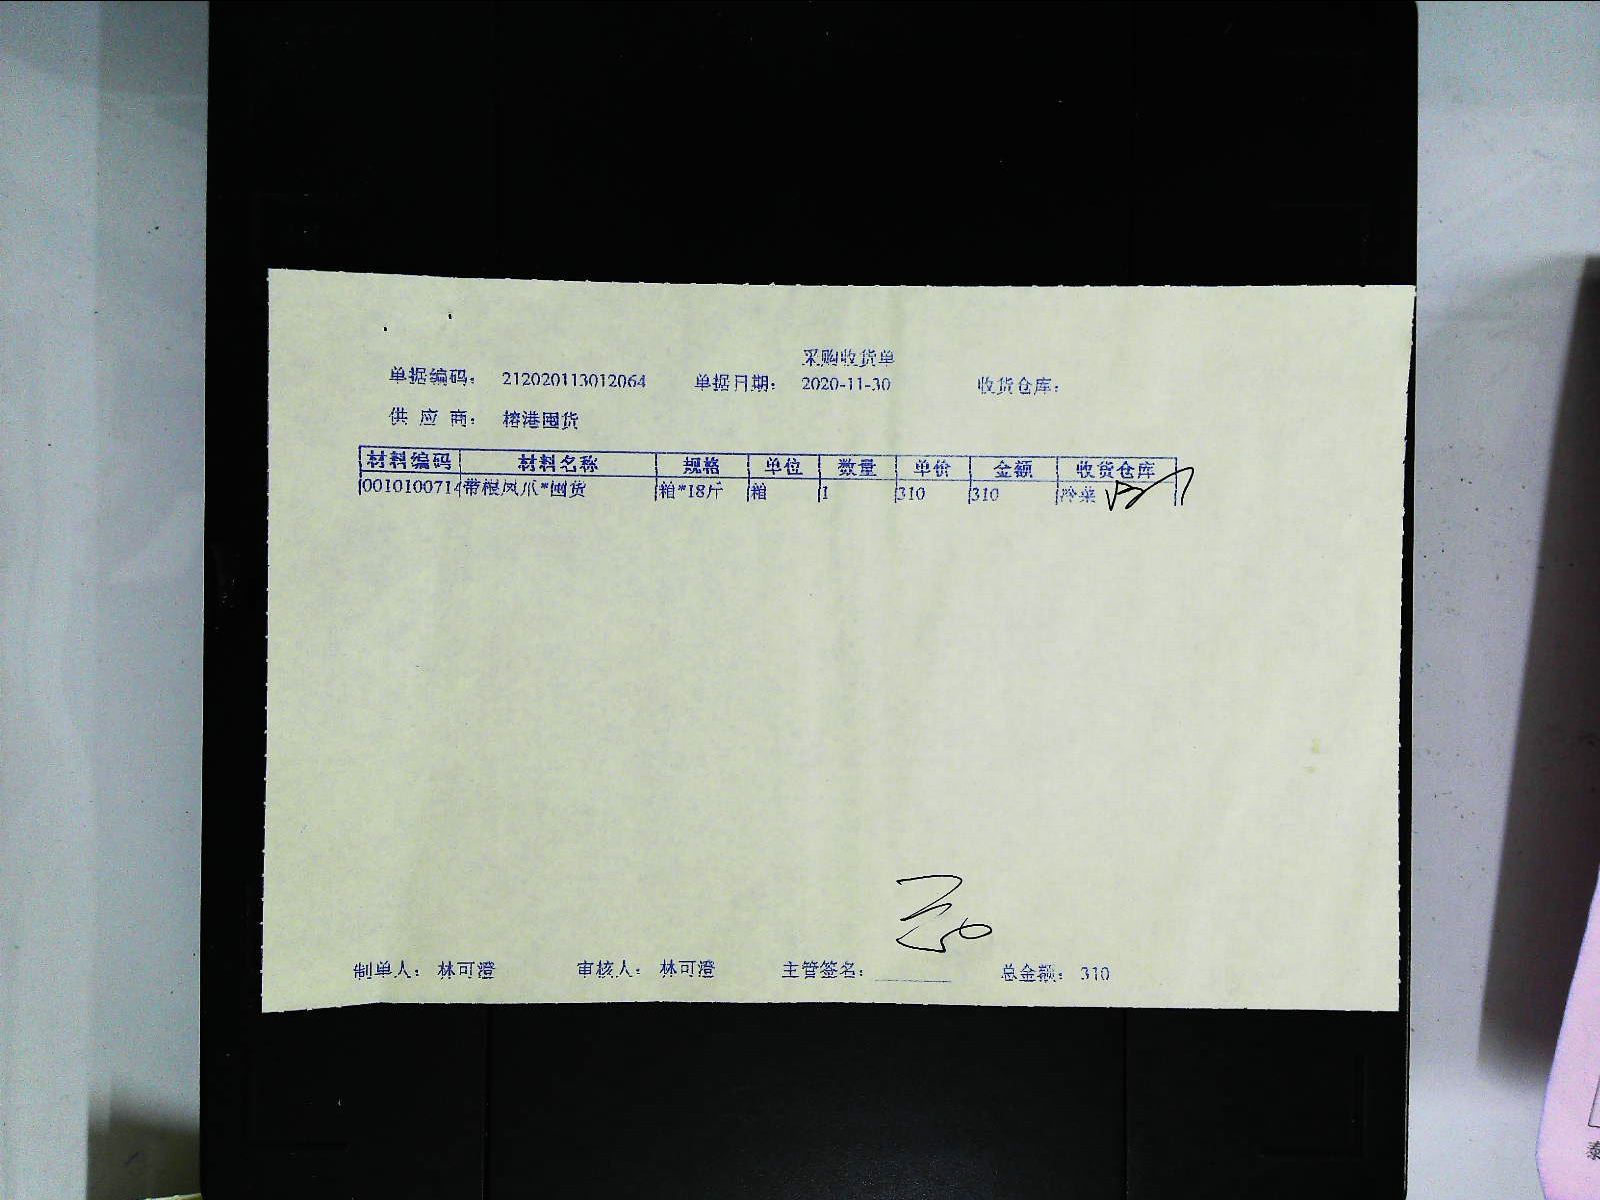 采购收货单
单据编码： 212020113012064 单据日期： 2020-11-30 收货仓库：
供 应 商： 榕港囤货
材料编码 材料名称 规格 单位 数量 单价 金额 收货仓库
0010100714 带根凤爪*囤货 箱*18斤 箱 1 310 310 冷菜
制单人： 林可澄 审核人： 林可澄 主管签名： 总金额： 310
泰